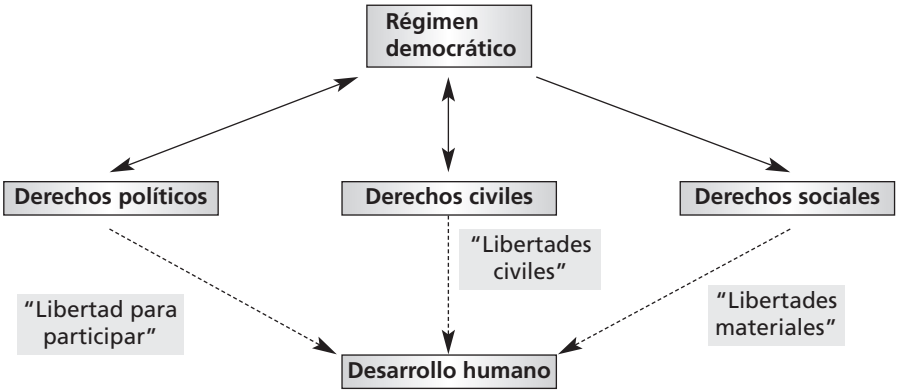 Régimen
democrático
Derechos políticos
Derechos civiles
Derechos sociales
“Libertades
civiles”
“Libertad para
participar”
“Libertades
materiales”
Desarrollo humano